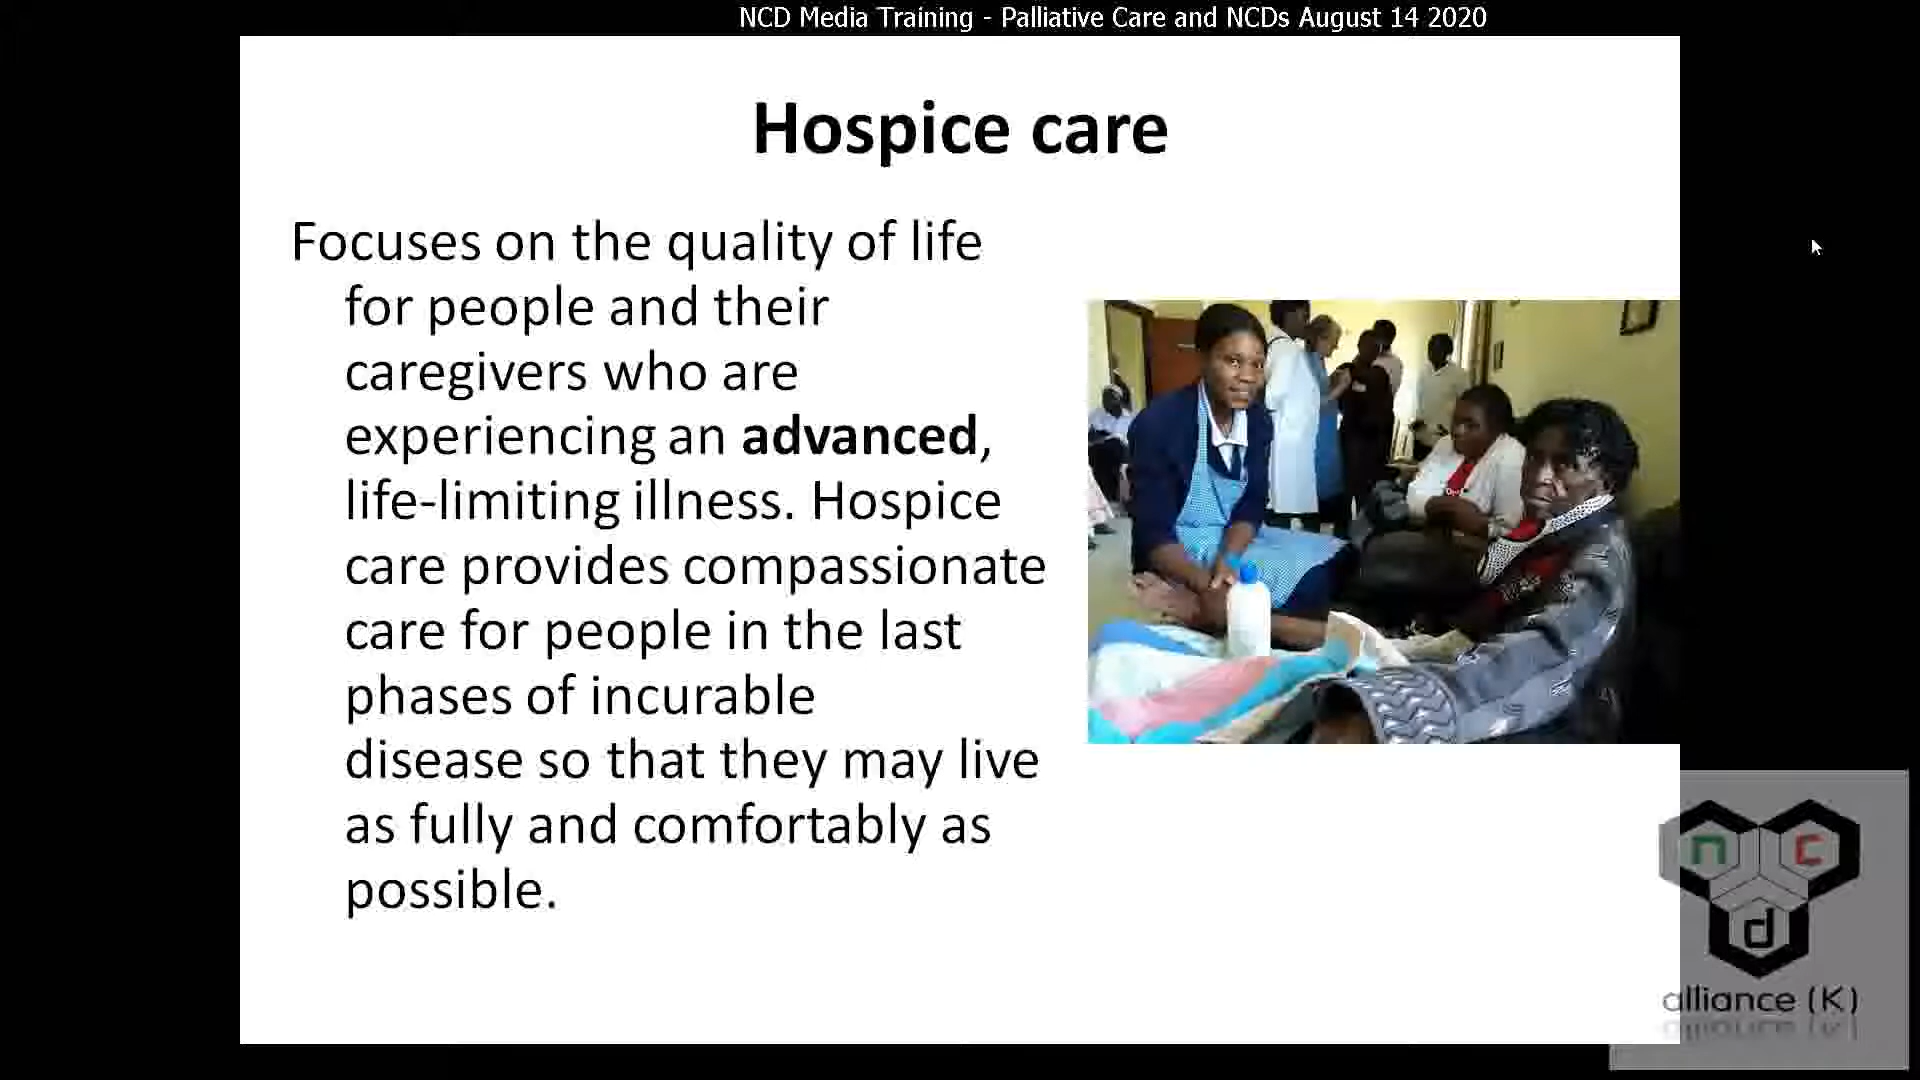 NCD Media Training - Palliative Care and NCDs August 14 2020
Hospice care
Focuses on the quality of life
for people and their
caregivers who are
experiencing an advanced,
life-limiting illness. Hospice
care provides compassionate
care for people in the last
phases of incurable
disease so that they may live
as fully and comfortably as
possible.
n c
d
alliance (K)